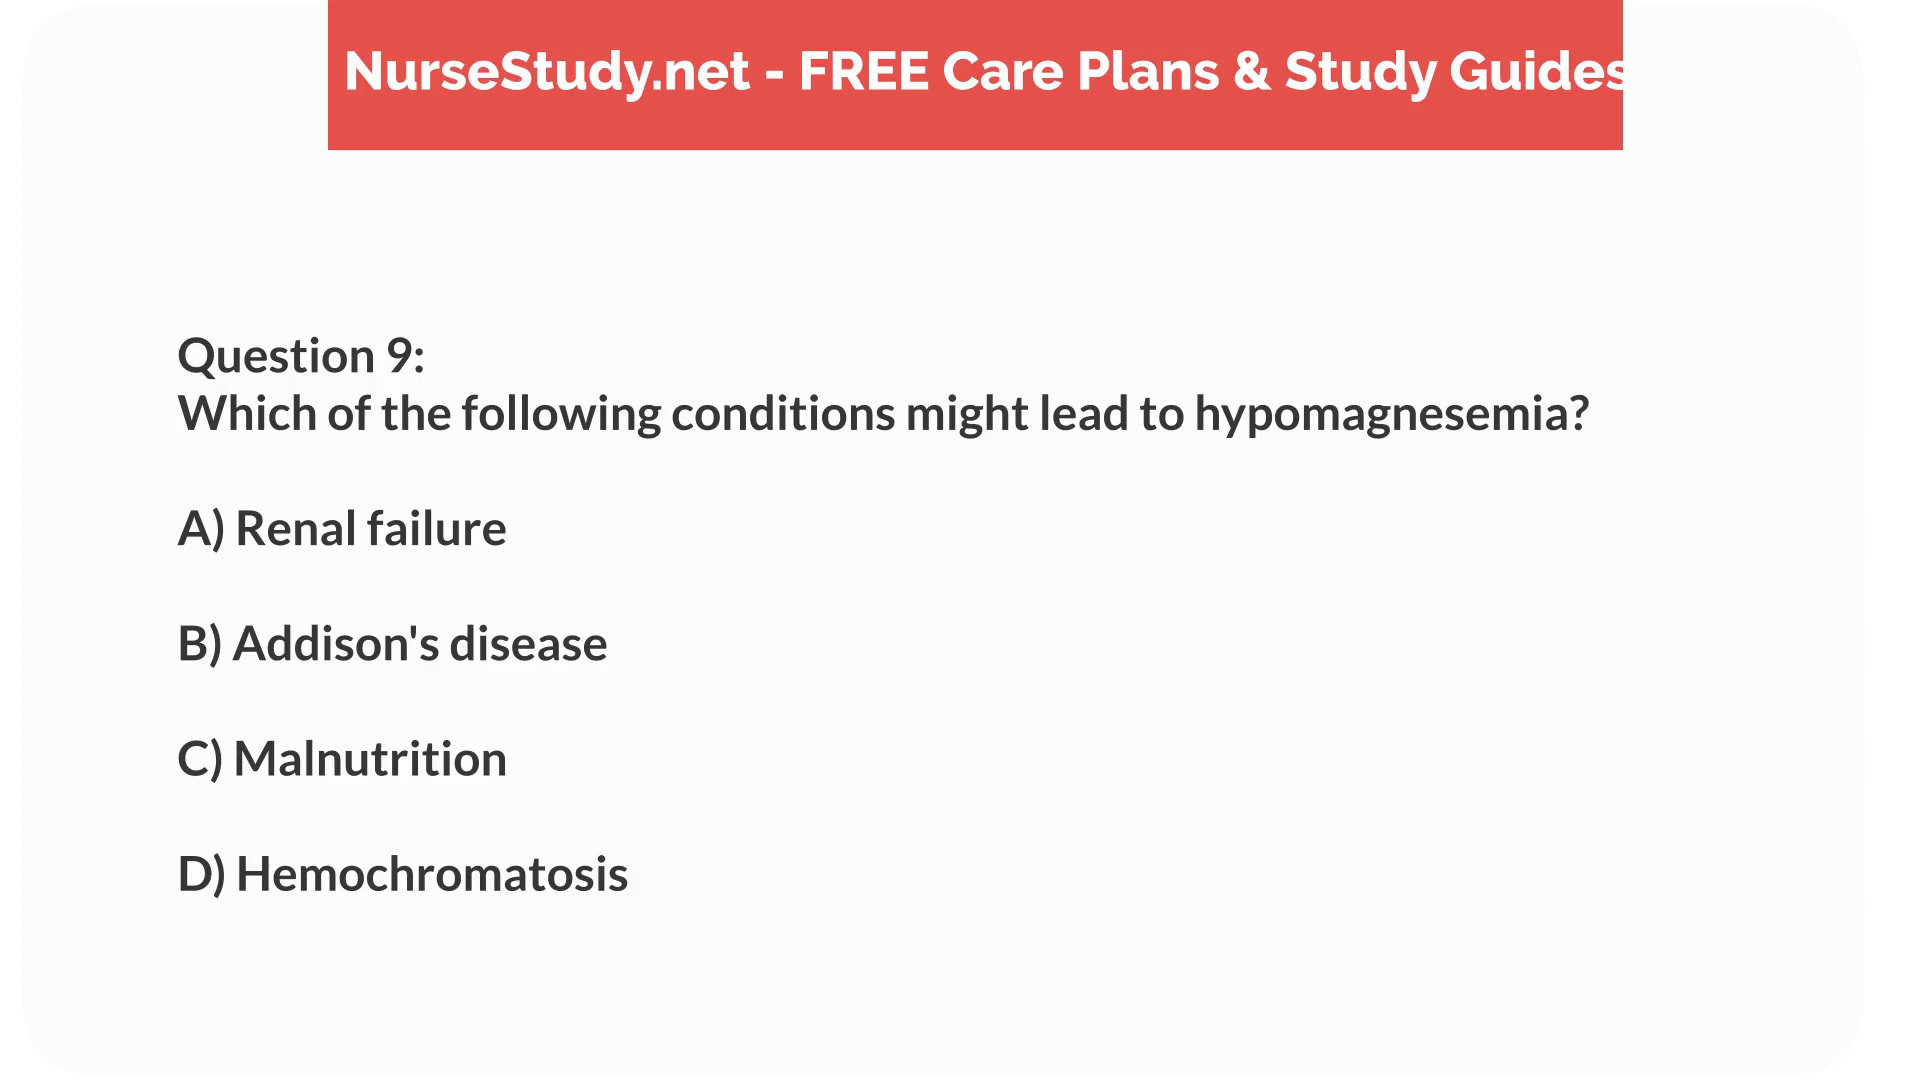 NurseStudy.net - FREE Care Plans & Study Guides
Question 9:
Which of the following conditions might lead to hypomagnesemia?
A) Renal failure
B) Addison's disease
C) Malnutrition
D) Hemochromatosis